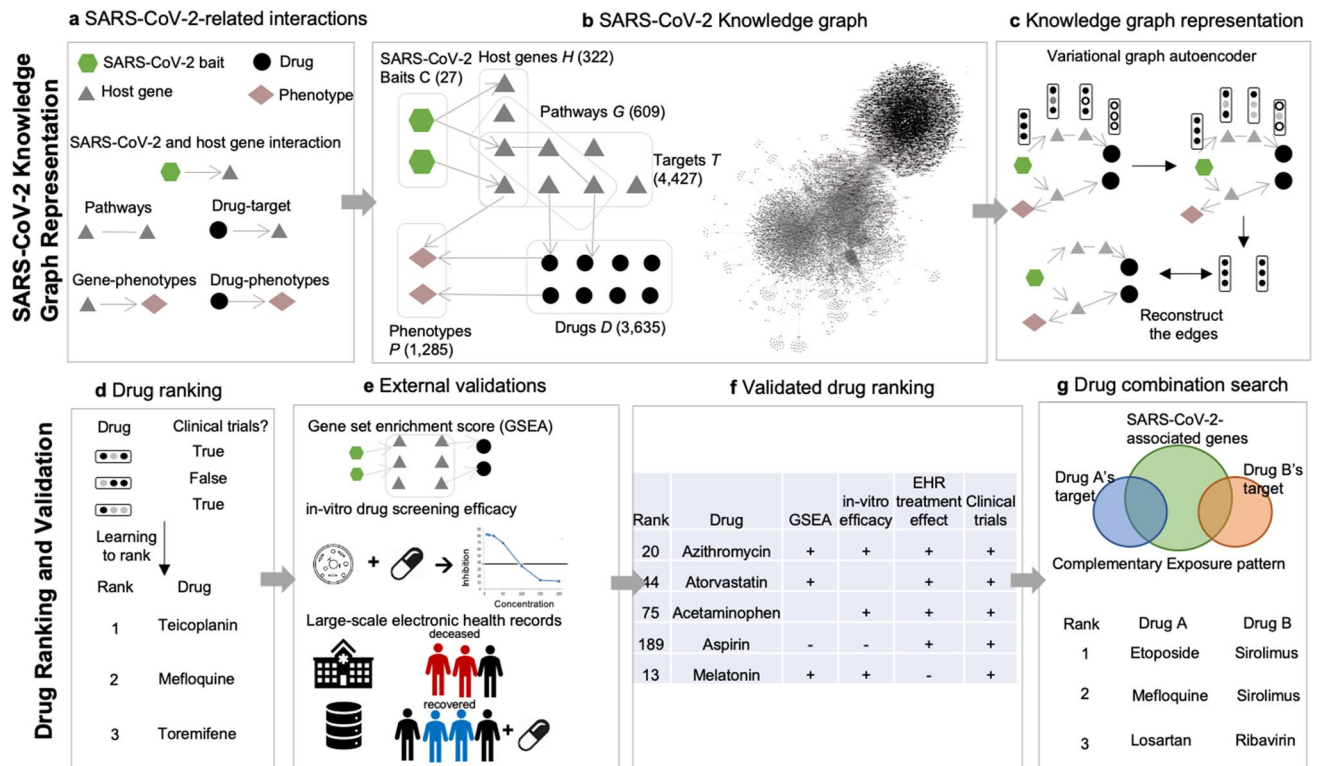 SARS-CoV-2 Knowledge
Graph Representation
a SARS-CoV-2-related interactions
SARS-CoV-2 bait
Drug
Host gene
Phenotype
SARS-CoV-2 and host gene interaction
Pathways
Drug-target
Gene-phenotypes
Drug-phenotypes
b SARS-CoV-2 Knowledge graph
SARS-CoV-2
Baits C (27)
Host genes H (322)
Pathways G (609)
Targets T
(4,427)
Phenotypes
P (1,285)
Drugs D (3,635)
c Knowledge graph representation
Variational graph autoencoder
Reconstruct
the edges
Drug Ranking and Validation
d Drug ranking
Drug Clinical trials?
True
False
True
Learning
to rank
Rank Drug
1 Teicoplanin
2 Mefloquine
3 Toremifene
e External validations
Gene set enrichment score (GSEA)
in-vitro drug screening efficacy
+
Inhibition
Concentration
Large-scale electronic health records
deceased
recovered
+
f Validated drug ranking
Rank Drug GSEA in-vitro efficacy EHR treatment effect Clinical trials
20 Azithromycin + + + +
44 Atorvastatin + + +
75 Acetaminophen + + +
189 Aspirin - - + +
13 Melatonin + + - +
g Drug combination search
SARS-CoV-2-
associated genes
Drug A's
target
Drug B's
target
Complementary Exposure pattern
Rank Drug A Drug B
1 Etoposide Sirolimus
2 Mefloquine Sirolimus
3 Losartan Ribavirin